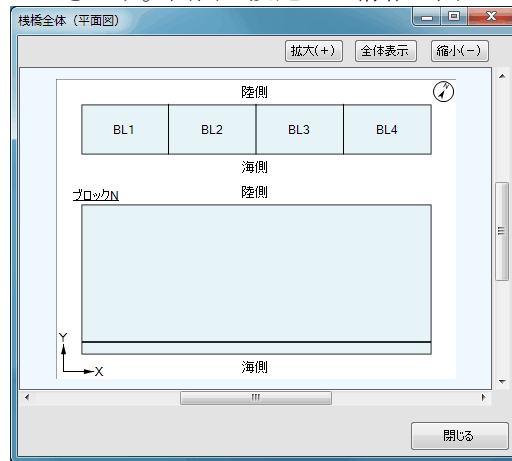 桟橋全体（平面図）
拡大(+) 全体表示 縮小(-)
陸側
BL1 BL2 BL3 BL4
海側
ブロックN 陸側
Y
海側
X
閉じる